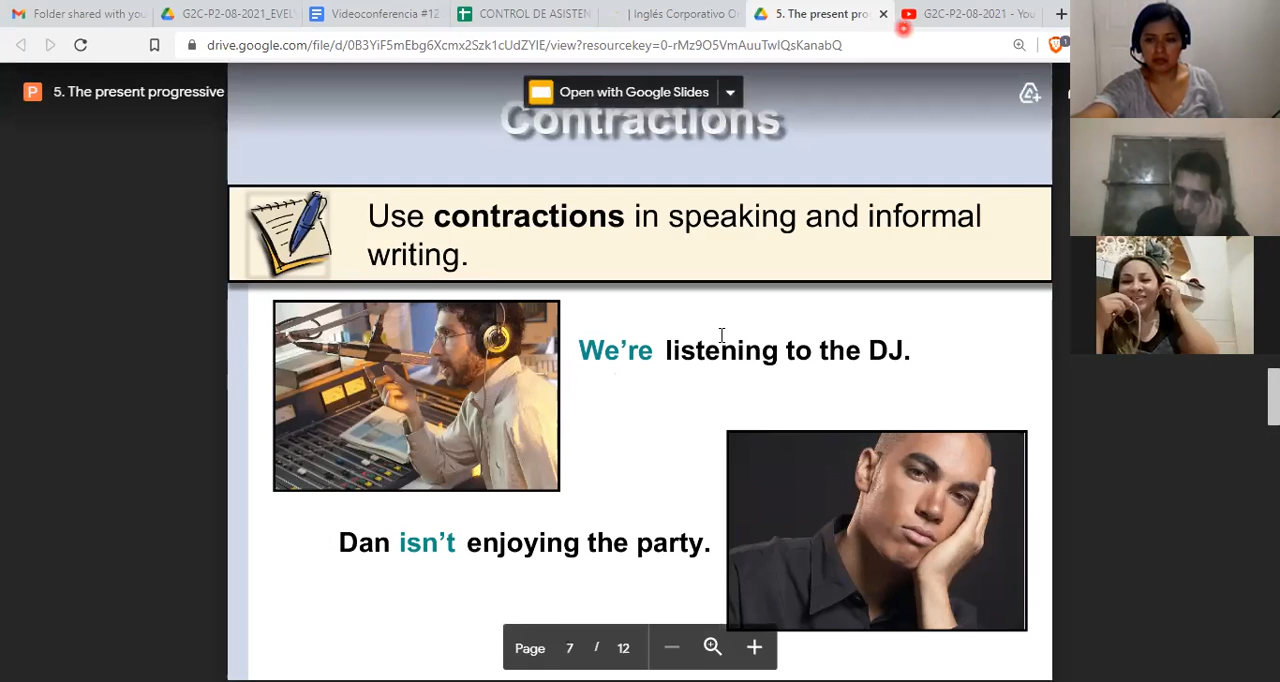 Folder shared with you
G2C-P2-08-2021_EVEL
Videoconferencia #12
CONTROL DE ASISTEN
| Inglés Corporativo O
5. The present pro
G2C-P2-08-2021 - You
drive.google.com/file/d/0B3YiF5mEbg6Xcmx2Szk1cUdZYlE/view?resourcekey=0-rMz9O5VmAuuTwlQsKanabQ
1
P 5. The present progressive
Open with Google Slides
Contractions
Use contractions in speaking and informal
writing.
We're listening to the DJ.
Dan isn't enjoying the party.
Page 7 / 12